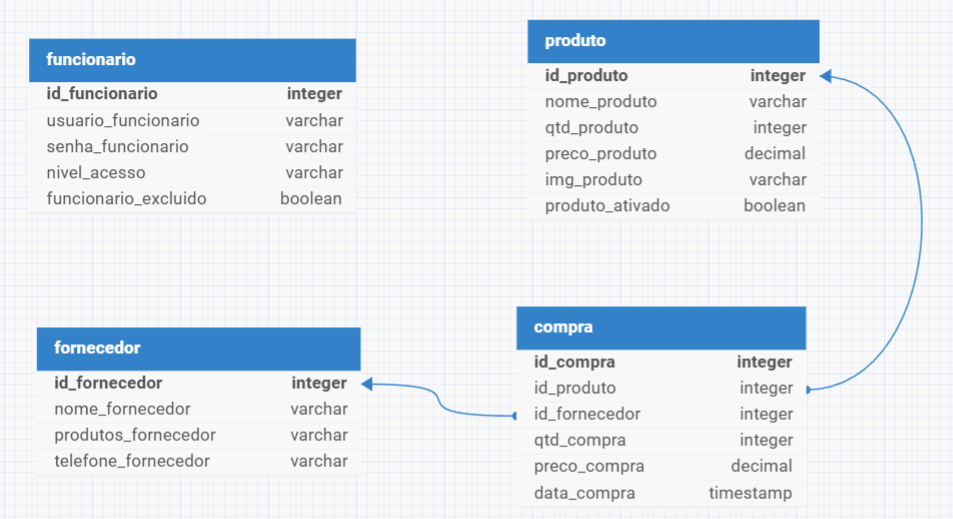 funcionario
id_funcionario integer
usuario_funcionario varchar
senha_funcionario varchar
nivel_acesso varchar
funcionario_excluido boolean
produto
id_produto integer
nome_produto varchar
qtd_produto integer
preco_produto decimal
img_produto varchar
produto_ativado boolean
fornecedor
id_fornecedor integer
nome_fornecedor varchar
produtos_fornecedor varchar
telefone_fornecedor varchar
compra
id_compra integer
id_produto integer
id_fornecedor integer
qtd_compra integer
preco_compra decimal
data_compra timestamp